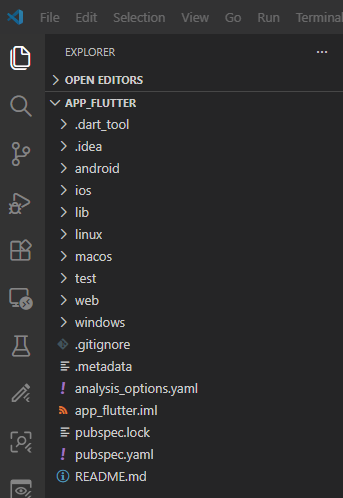 File Edit Selection View Go Run Terminal
EXPLORER
OPEN EDITORS
APP_FLUTTER
.dart_tool
.idea
android
ios
lib
linux
macos
test
web
windows
.gitignore
.metadata
analysis_options.yaml
app_flutter.iml
pubspec.lock
pubspec.yaml
README.md